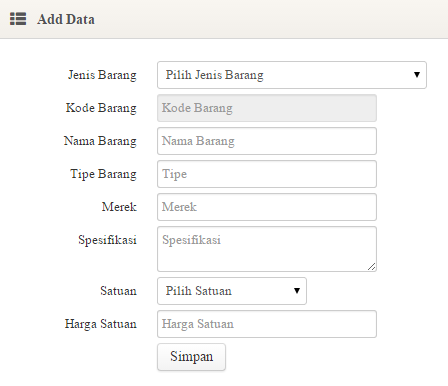 Add Data
Jenis Barang Pilih Jenis Barang
Kode Barang Kode Barang
Nama Barang Nama Barang
Tipe Barang Tipe
Merek Merek
Spesifikasi Spesifikasi
Satuan Pilih Satuan
Harga Satuan Harga Satuan
Simpan